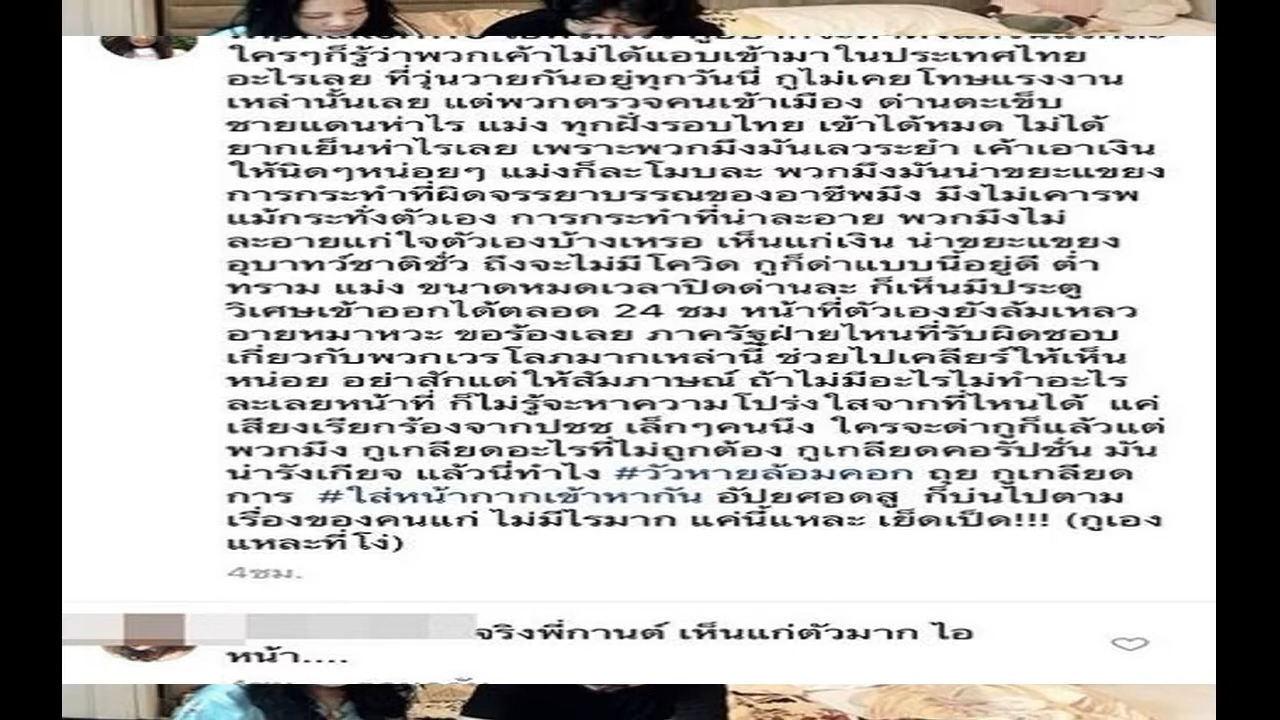 ใครๆก็รู้ว่าพวกเค้าไม่ได้แอบเข้ามาในประเทศไทย
อะไรเลย ที่วุ่นวายกันอยู่ทุกวันนี่ กูไม่เคยโทษแรงงาน
เหล่านั้นเลย แต่พวกตรวจคนเข้าเมือง ด่านตะเข็บ
ชายแดนห่าไร แม่ง ทุกฝั่งรอบไทย เข้าได้หมด ไม่ได้
ยากเย็นห่าไรเลย เพราะพวกมึงมันเลวระยำ เค้าเอาเงิน
ให้นิดๆหน่อยๆ แม่งก็ละโมบละ พวกมึงมันน่าขยะแขยง
การกระทำที่ผิดจรรยาบรรณของอาชีพมึง มึงไม่เคารพ
แม้กระทั่งตัวเอง การกระทำที่น่าละอาย พวกมึงไม่
ละอายแก่ใจตัวเองบ้างเหรอ เห็นแก่เงิน น่าขยะแขยง
อุบาทว์ชาติชั่ว ถึงจะไม่มีโควิด กูก็ด่าแบบนี้อยู่ดี ต่ำ
ทราม แม่ง ขนาดหมดเวลาปิดด่านละ ก็เห็นมีประตู
วิเศษเข้าออกได้ตลอด 24 ชม หน้าที่ตัวเองยังล้มเหลว
อายหมาหวะ ขอร้องเลย ภาครัฐฝ่ายไหนที่รับผิดชอบ
เกี่ยวกับพวกเวรโลภมากเหล่านี้ ช่วยไปเคลียร์ให้เห็น
หน่อย อย่าสักแต่ให้สัมภาษณ์ ถ้าไม่มีอะไรไม่ทำอะไร
ละเลยหน้าที่ ก็ไม่รู้จะหาความโปร่งใสจากที่ไหนได้ แค่
เสียงเรียกร้องจากปชช เล็กๆคนนึง ใครจะด่ากูก็แล้วแต่
พวกมึง กูเกลียดอะไรที่ไม่ถูกต้อง กูเกลียดคอรัปชั่น มัน
น่ารังเกียจ แล้วนี่ทำไง #วัวหายล้อมคอก ถุย กูเกลียด
การ #ใส่หน้ากากเข้าหากัน อัปยศอดสู ก็บ่นไปตาม
เรื่องของคนแก่ ไม่มีไรมาก แค่นี้แหละ เย็ดเป็ด!!! (กูเอง
แหละที่โง่)
4ชม.
จริงพี่กานต์ เห็นแก่ตัวมาก ไอ
หน้า....